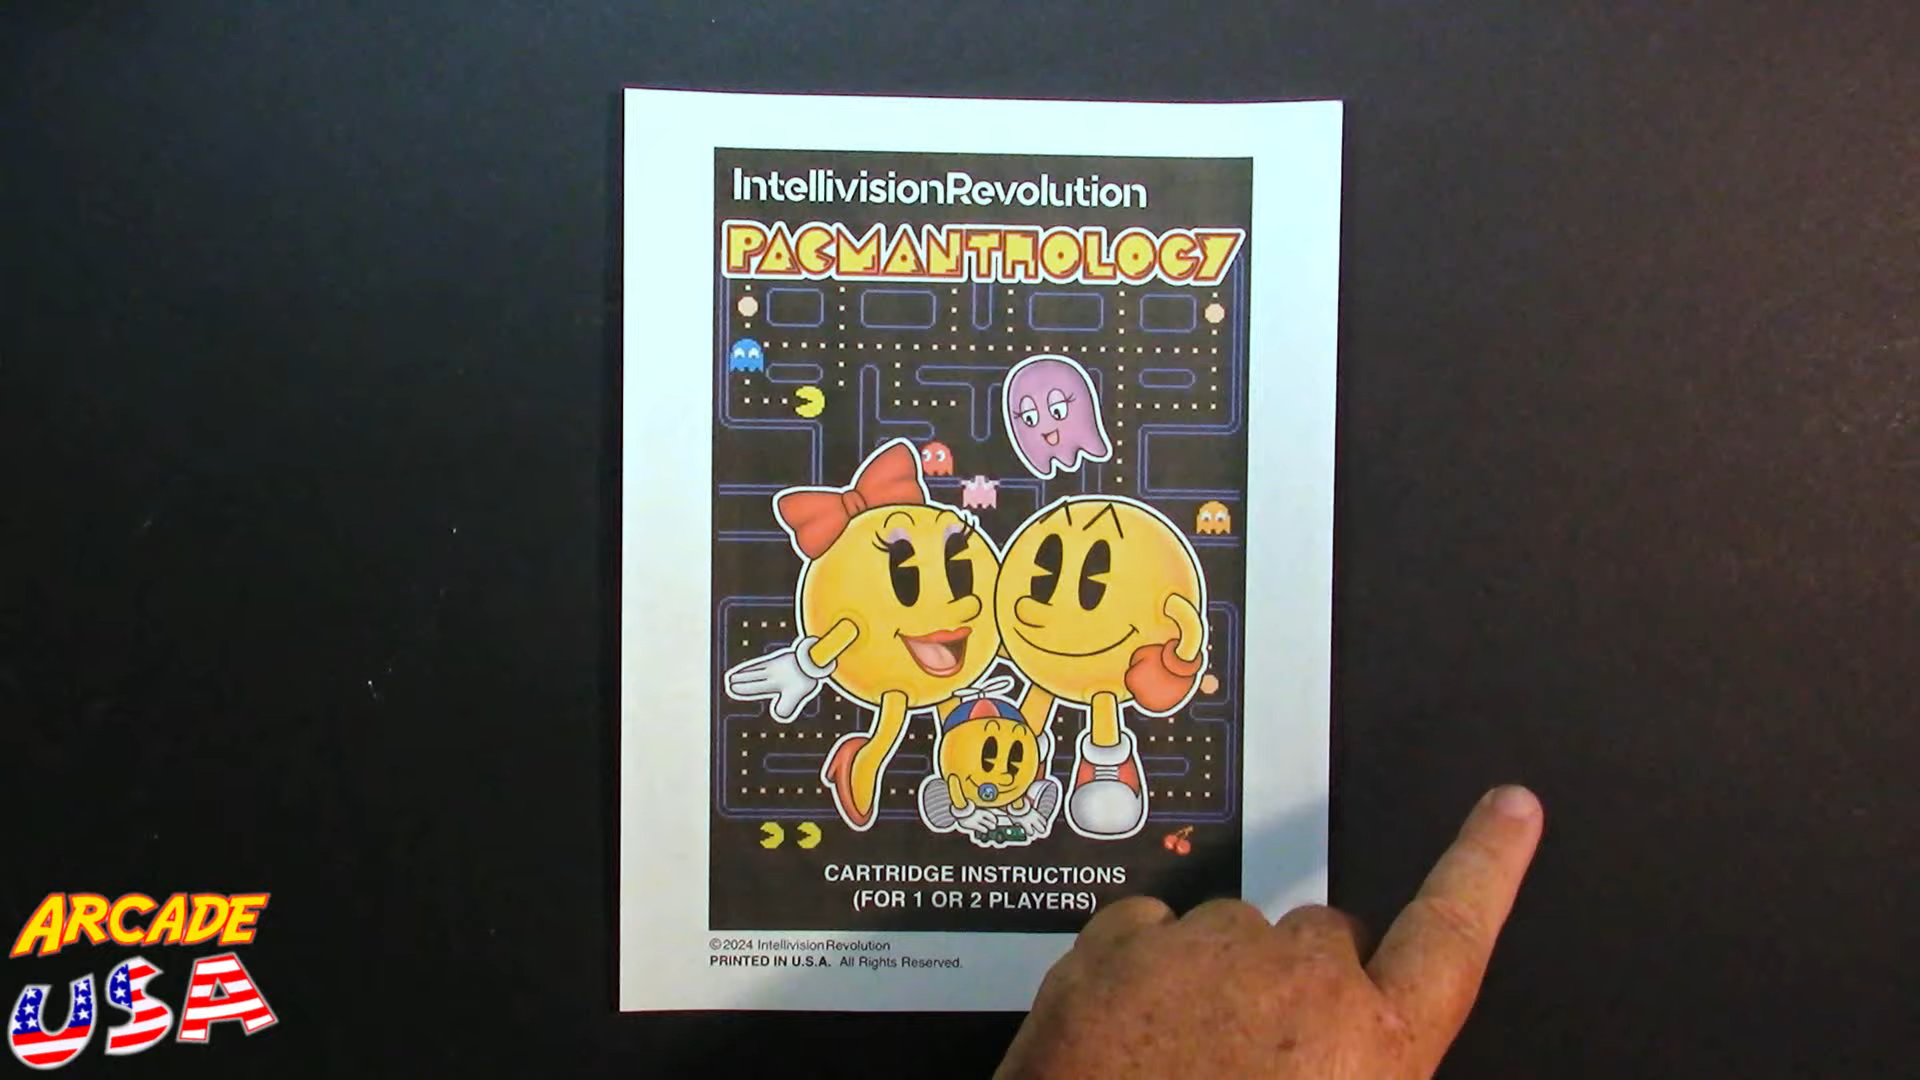 IntellivisionRevolution
PACMANTHOLOGY
CARTRIDGE INSTRUCTIONS
(FOR 1 OR 2 PLAYERS)
©2024 IntellivisionRevolution
PRINTED IN U.S.A. All Rights Reserved.
ARCADE
USA